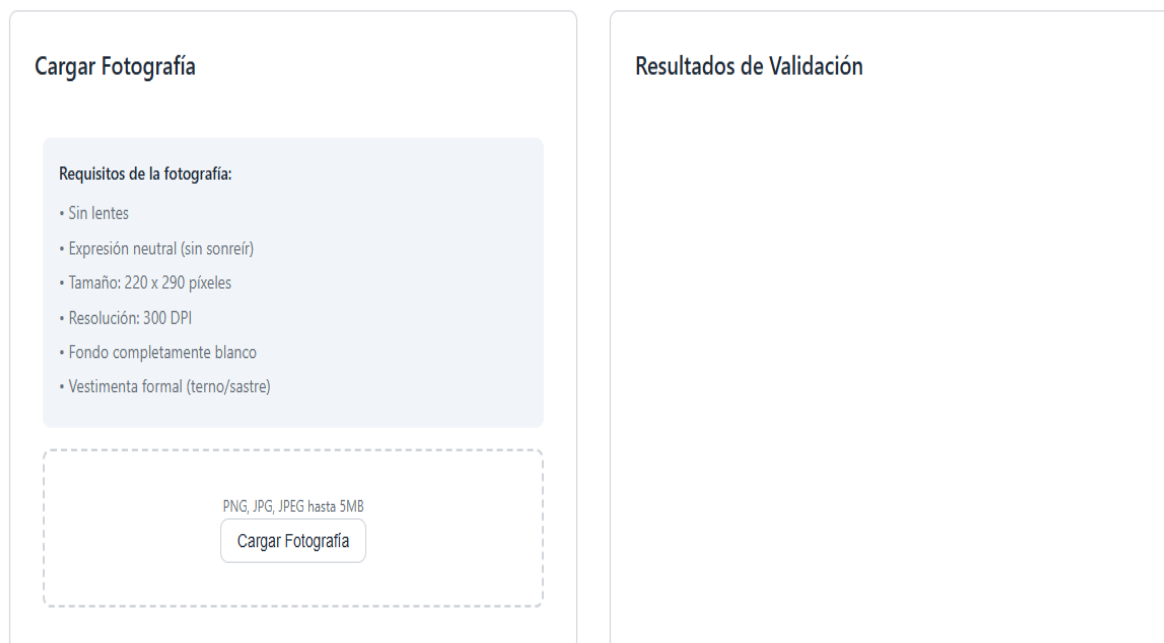 Cargar Fotografía
Requisitos de la fotografía:
• Sin lentes
• Expresión neutral (sin sonreír)
• Tamaño: 220 x 290 píxeles
• Resolución: 300 DPI
• Fondo completamente blanco
• Vestimenta formal (terno/sastre)
PNG, JPG, JPEG hasta 5MB
Cargar Fotografía
Resultados de Validación